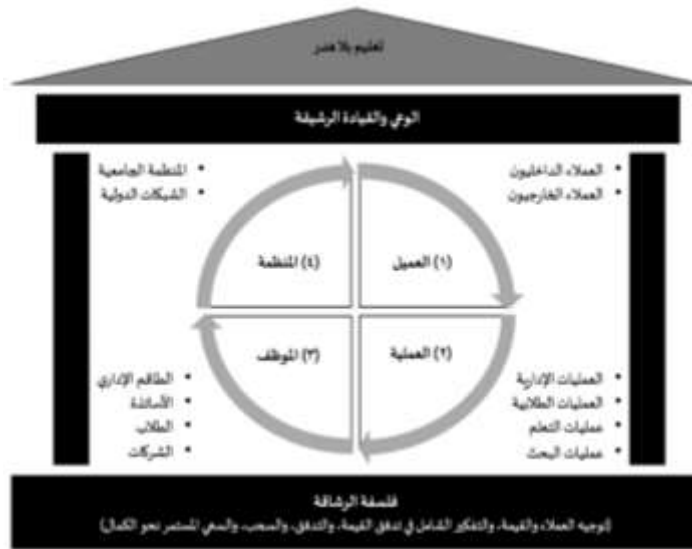 تعليم بلا هدر
الوعي والقيادة الرشيقة
• العملاء الداخليون
• العملاء الخارجيون
• المنظمة الجامعية
• الشبكات الدولية
(١) العميل
(٤) المنظمة
(٢) العملية
(٣) الموظف
• العمليات الإدارية
• العمليات الطلابية
• عمليات التعلم
• عمليات البحث
• الطاقم الإداري
• الأساتذة
• الطلاب
• الشركات
فلسفة الرشاقة
(توجيه العملاء والقيمة، والتفكير الشامل في تدفق القيمة، والتدفق، والسحب، والسعي المستمر نحو الكمال)